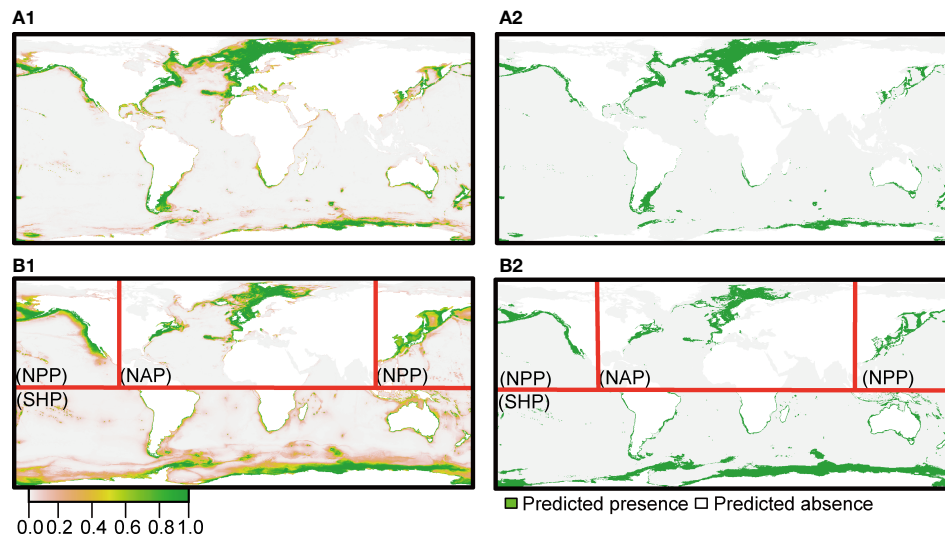 A1 A2
B1 B2
(NPP) (NAP) (NPP) (NPP) (NAP) (NPP)
(SHP) (SHP)
0.0 0.2 0.4 0.6 0.8 1.0
Predicted presence Predicted absence